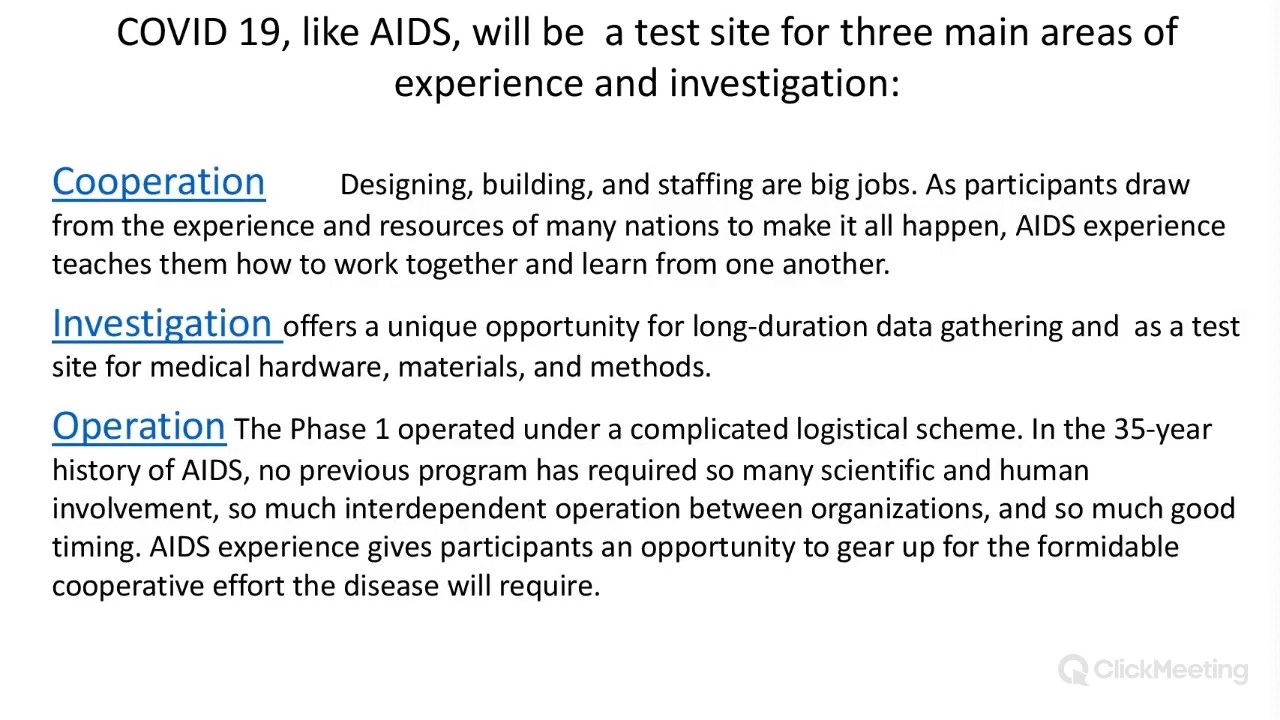 COVID 19, like AIDS, will be  a test site for three main areas of
experience and investigation:
Cooperation Designing, building, and staffing are big jobs. As participants draw
from the experience and resources of many nations to make it all happen, AIDS experience
teaches them how to work together and learn from one another.
Investigation offers a unique opportunity for long-duration data gathering and  as a test
site for medical hardware, materials, and methods.
Operation The Phase 1 operated under a complicated logistical scheme. In the 35-year
history of AIDS, no previous program has required so many scientific and human
involvement, so much interdependent operation between organizations, and so much good
timing. AIDS experience gives participants an opportunity to gear up for the formidable
cooperative effort the disease will require.
ClickMeeting